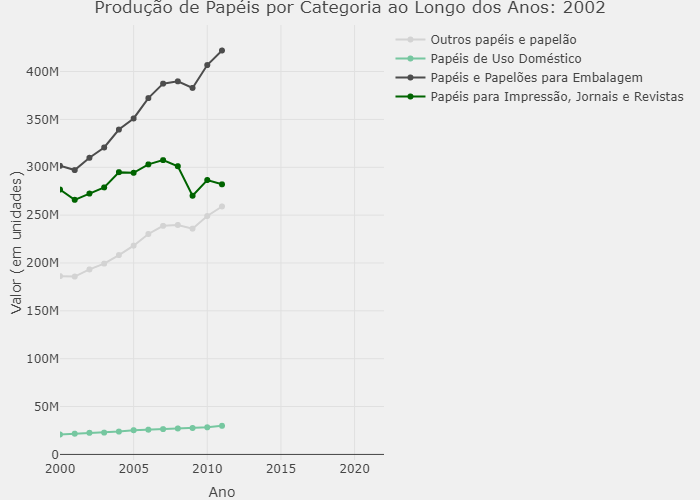 Produção de Papéis por Categoria ao Longo dos Anos: 2002
Outros papéis e papelão
Papéis de Uso Doméstico
Papéis e Papelões para Embalagem
Papéis para Impressão, Jornais e Revistas
Valor (em unidades)
400M
350M
300M
250M
200M
150M
100M
50M
0
2000
2005
2010
2015
2020
Ano